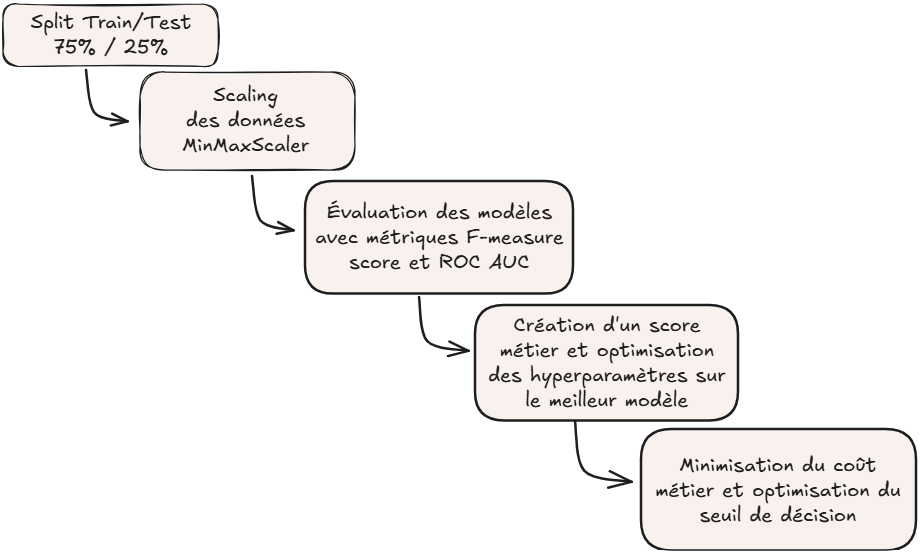 Split Train/Test
75% / 25%
Scaling
des données
MinMaxScaler
Évaluation des modèles
avec métriques F-measure
score et ROC AUC
Création d'un score
métier et optimisation
des hyperparamètres sur
le meilleur modèle
Minimisation du coût
métier et optimisation du
seuil de décision